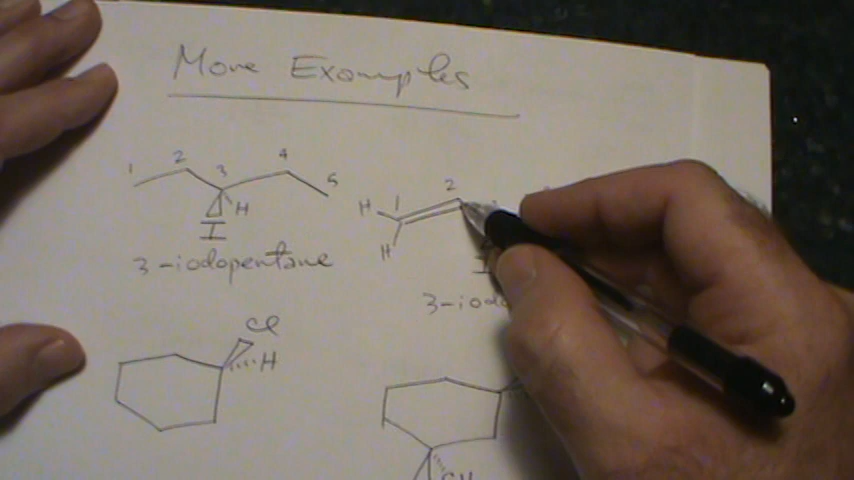 More Examples
1 2 3 4 5
H
I
3-iodopentane
H 1 2
H
3-iodo
Cl
H